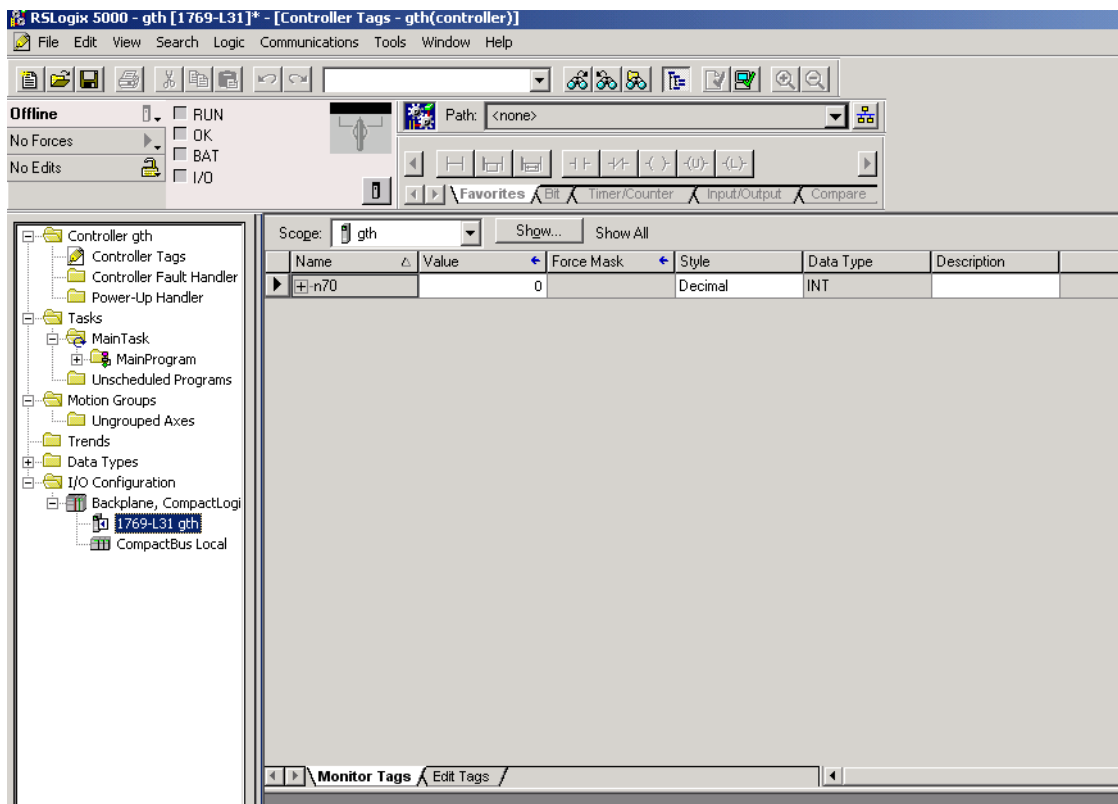 RSLogix 5000 - gth [1769-L31]* - [Controller Tags - gth(controller)]
File Edit View Search Logic Communications Tools Window Help
Offline RUN Path: <none>
No Forces OK
No Edits BAT
I/O
Favorites Bit Timer/Counter Input/Output Compare
Controller gth
Controller Tags
Controller Fault Handler
Power-Up Handler
Tasks
MainTask
MainProgram
Unscheduled Programs
Motion Groups
Ungrouped Axes
Trends
Data Types
I/O Configuration
Backplane, CompactLogi
1769-L31 gth
CompactBus Local
Scope: gth Show... Show All
Name Value Force Mask Style Data Type Description
n70 0 Decimal INT
Monitor Tags Edit Tags